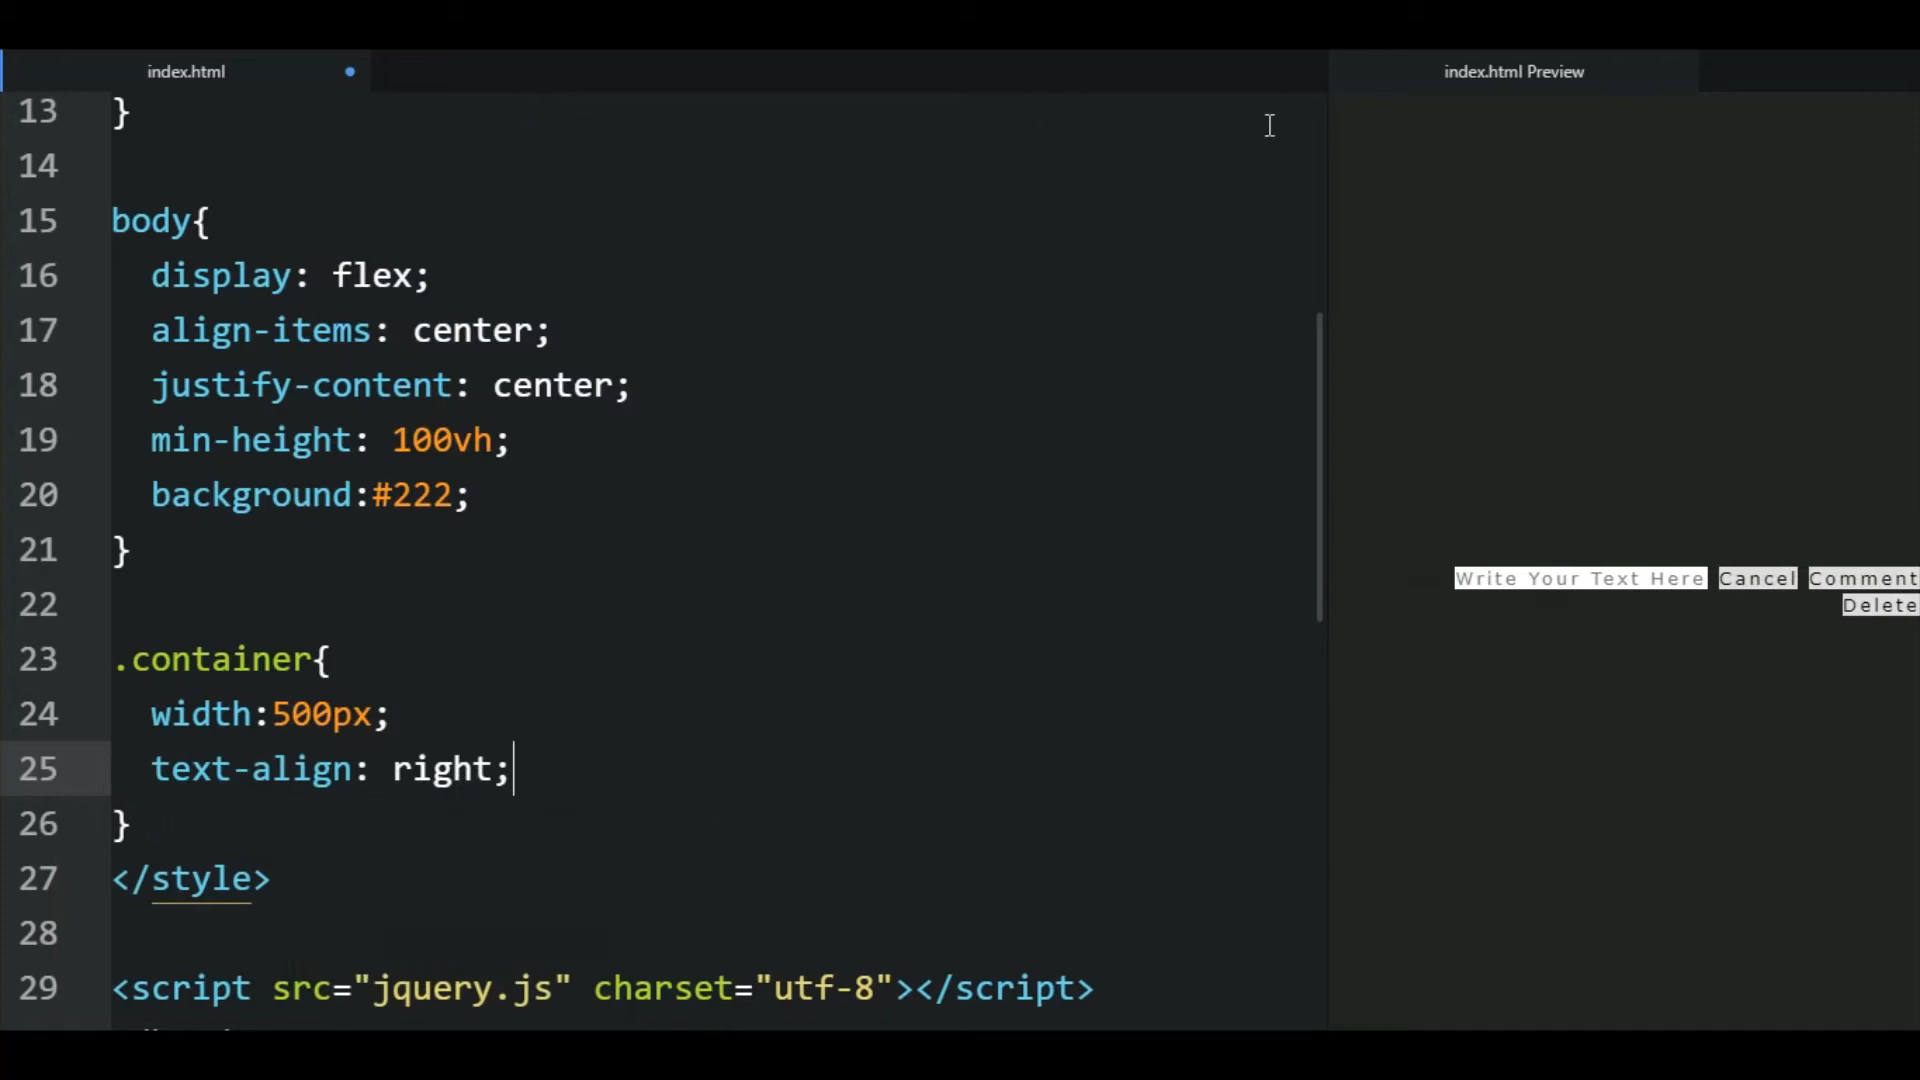 index.html
index.html Preview
13 }
14
15 body{
16   display: flex;
17   align-items: center;
18   justify-content: center;
19   min-height: 100vh;
20   background:#222;
21 }
22
23 .container{
24   width:500px;
25   text-align: right;
26 }
27 </style>
28
29 <script src="jquery.js" charset="utf-8"></script>
Write Your Text Here Cancel Comment
Delete